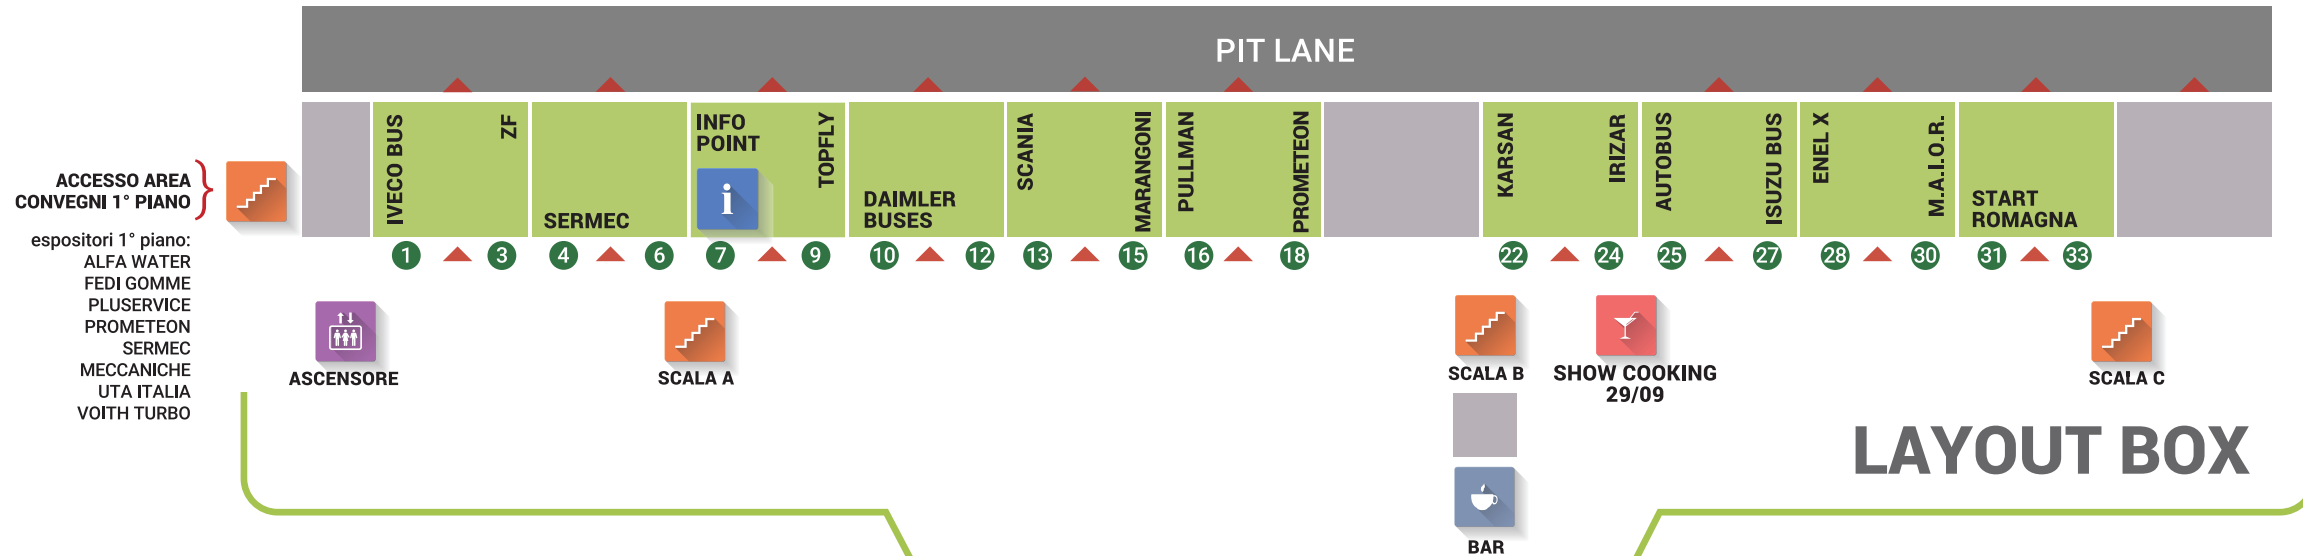 PIT LANE
IVECO BUS
ZF
SERMEC
INFO
POINT
i
TOPFLY
DAIMLER
BUSES
SCANIA
MARANGONI
PULLMAN
PROMETEON
KARSAN
IRIZAR
AUTOBUS
ISUZU BUS
ENEL X
M.A.I.O.R.
START
ROMAGNA
1
3
4
6
7
9
10
12
13
15
16
18
22
24
25
27
28
30
31
33
ACCESSO AREA
CONVEGNI 1° PIANO
espositori 1° piano:
ALFA WATER
FEDI GOMME
PLUSERVICE
PROMETEON
SERMEC
MECCANICHE
UTA ITALIA
VOITH TURBO
ASCENSORE
SCALA A
SCALA B
SHOW COOKING
29/09
SCALA C
BAR
LAYOUT BOX